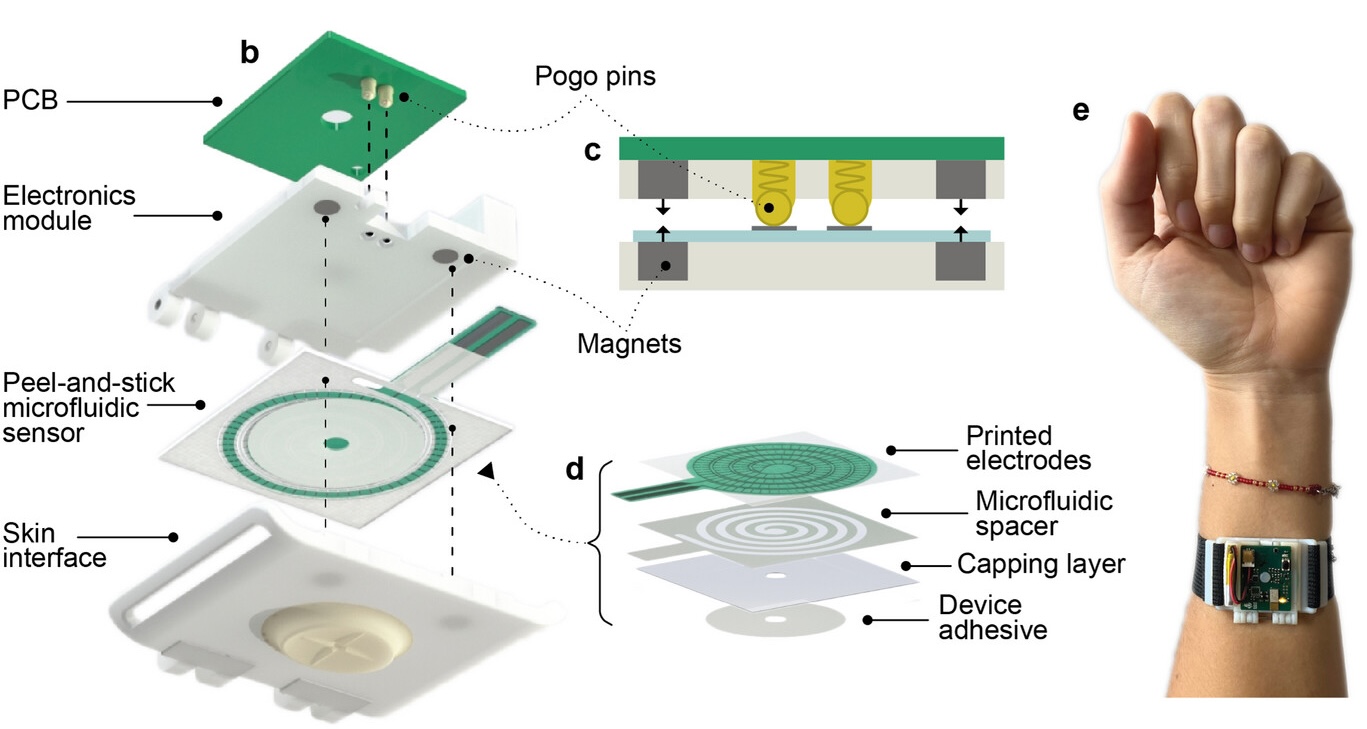 b
PCB
Pogo pins
c
e
Electronics
module
Magnets
Peel-and-stick
microfluidic
sensor
d
Printed
electrodes
Microfluidic
spacer
Skin
interface
Capping layer
Device
adhesive